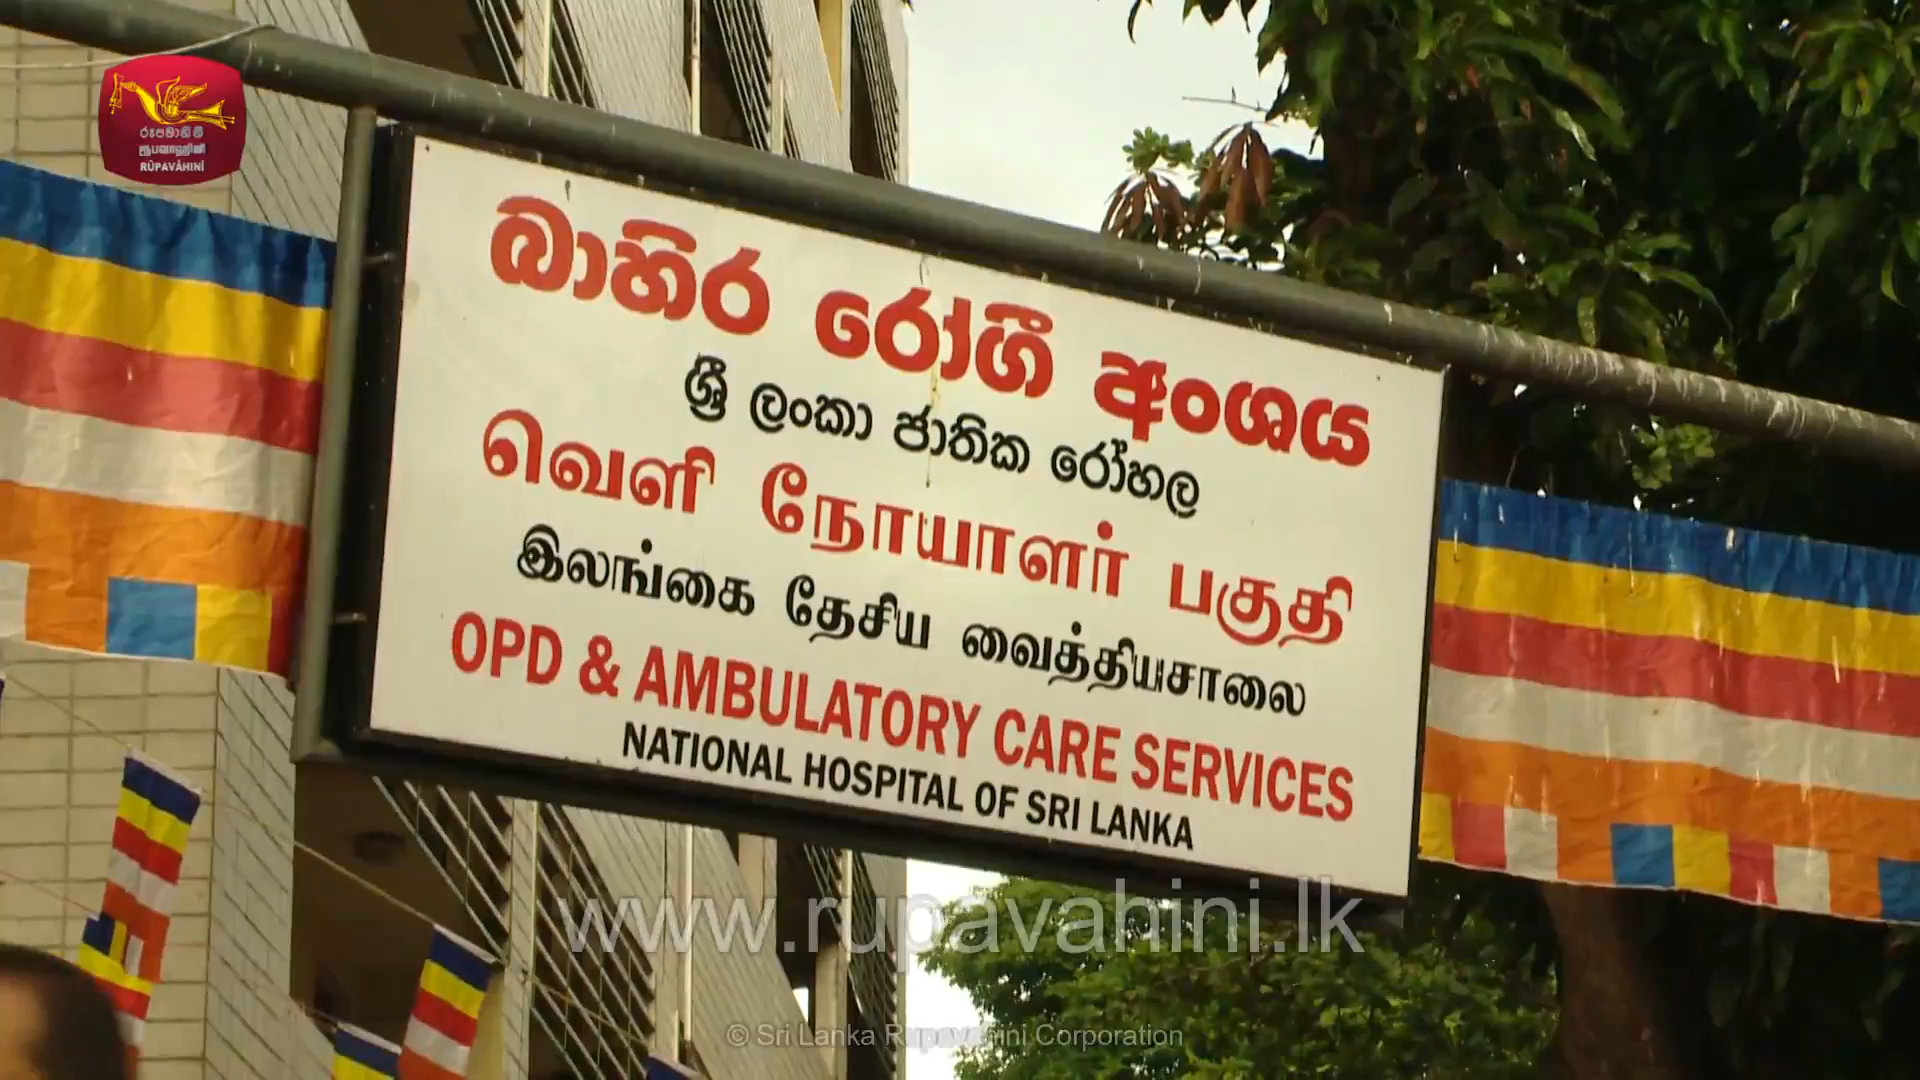 රූපවාහිනී
ரூபவாஹினி
RŪPAVĀHINĪ
බාහිර රෝගී අංශය
ශ්‍රී ලංකා ජාතික රෝහල
வெளி நோயாளர் பகுதி
இலங்கை தேசிய வைத்தியசாலை
OPD & AMBULATORY CARE SERVICES
NATIONAL HOSPITAL OF SRI LANKA
www.rupavahini.lk
© Sri Lanka Rupavahini Corporation